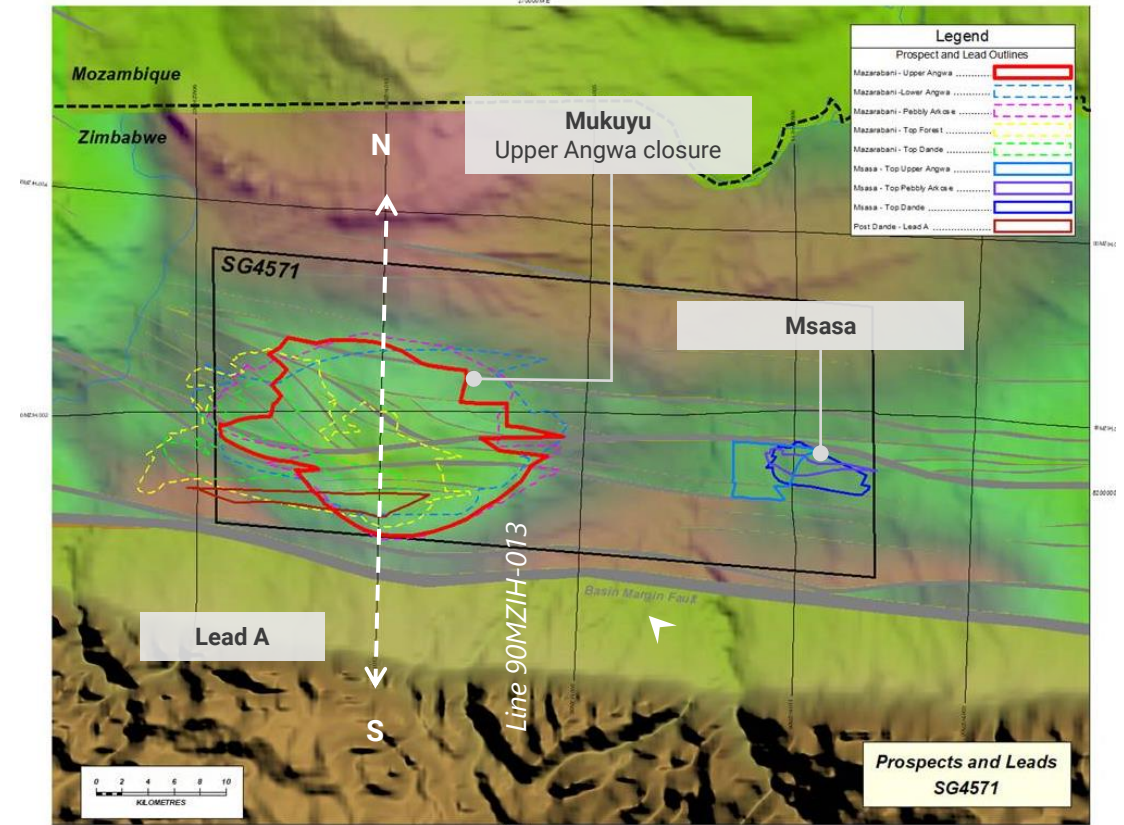 Mozambique
Zimbabwe
N
Mukuyu
Upper Angwa closure
Legend
Prospect and Lead Outlines
Mazarabani - Upper Angwa
Mazarabani -Lower Angwa
Mazarabani - Pebbly Arkose
Mazarabani - Top Forest
Mazarabani - Top Dande
Msasa - Top Upper Angwa
Msasa - Top Pebbly Arkose
Msasa - Top Dande
Post Dande - Lead A
SG4571
Msasa
Basin Margin Fault
Lead A
Line 90MZIH-013
S
0 2 4 6 8 10
KILOMETRES
Prospects and Leads
SG4571